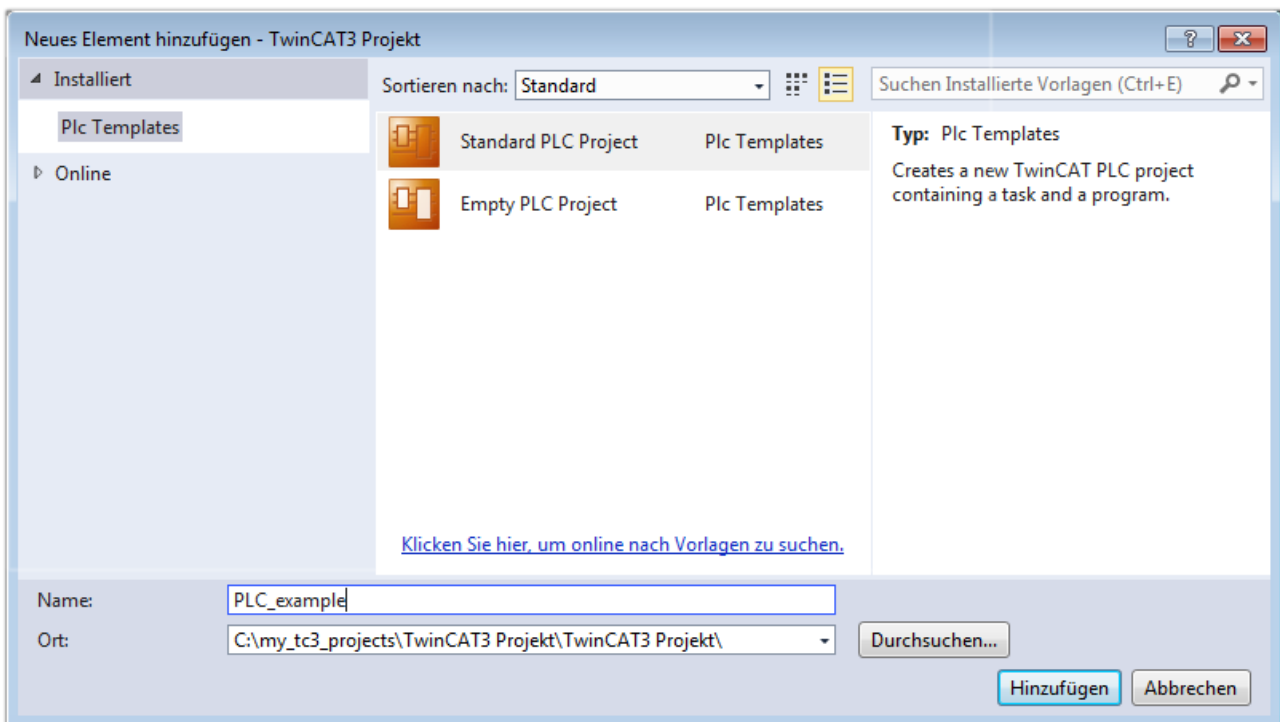 Neues Element hinzufügen - TwinCAT3 Projekt
Installiert
Plc Templates
Online
Sortieren nach: Standard
Suchen Installierte Vorlagen (Ctrl+E)
Standard PLC Project Plc Templates
Empty PLC Project Plc Templates
Klicken Sie hier, um online nach Vorlagen zu suchen.
Typ: Plc Templates
Creates a new TwinCAT PLC project
containing a task and a program.
Name: PLC_example
Ort: C:\my_tc3_projects\TwinCAT3 Projekt\TwinCAT3 Projekt\
Durchsuchen...
Hinzufügen
Abbrechen